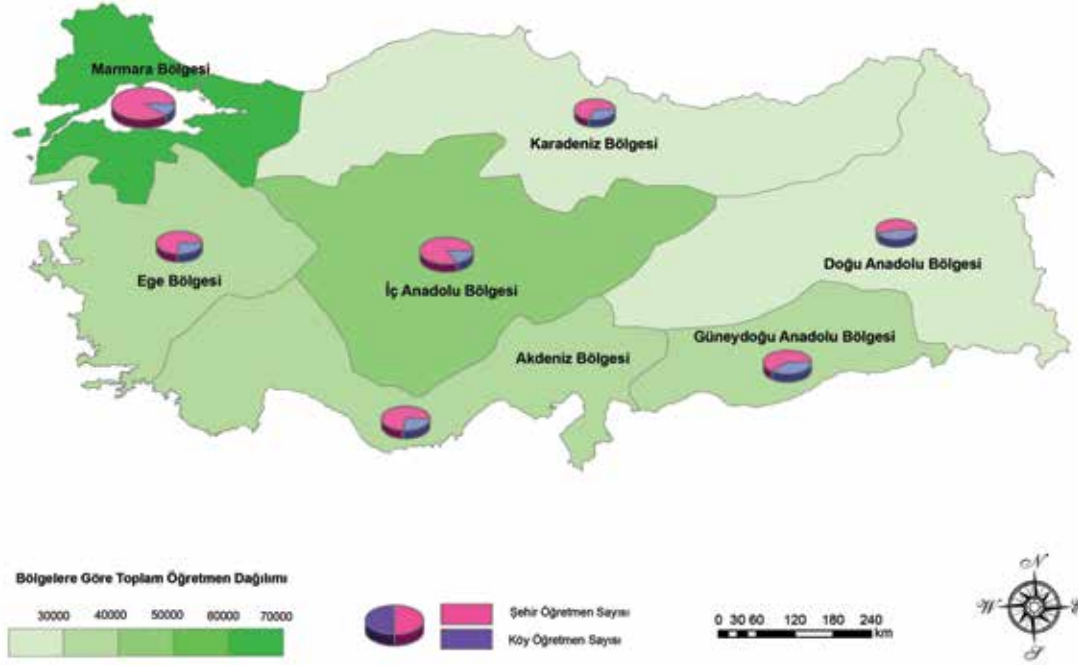 Marmara Bölgesi
Karadeniz Bölgesi
Ege Bölgesi
İç Anadolu Bölgesi
Doğu Anadolu Bölgesi
Güneydoğu Anadolu Bölgesi
Akdeniz Bölgesi
Bölgelere Göre Toplam Öğretmen Dağılımı
30000 40000 50000 60000 70000
Şehir Öğretmen Sayısı
Köy Öğretmen Sayısı
0 30 60 120 180 240
km
N
W E
S